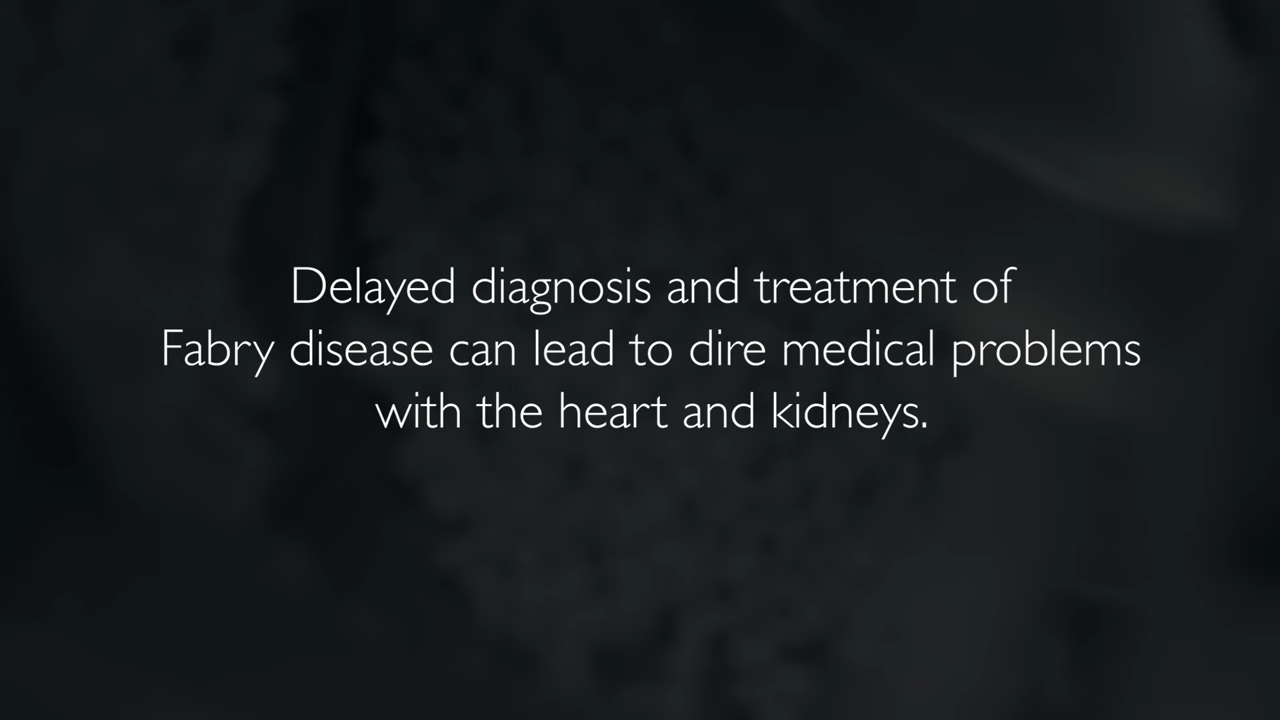 Delayed diagnosis and treatment of
Fabry disease can lead to dire medical problems
with the heart and kidneys.